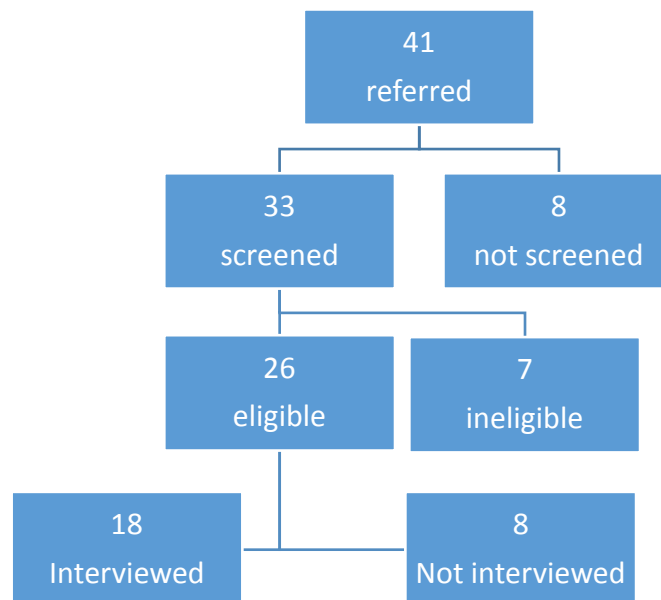 41
referred
33
screened
8
not screened
26
eligible
7
ineligible
18
Interviewed
8
Not interviewed